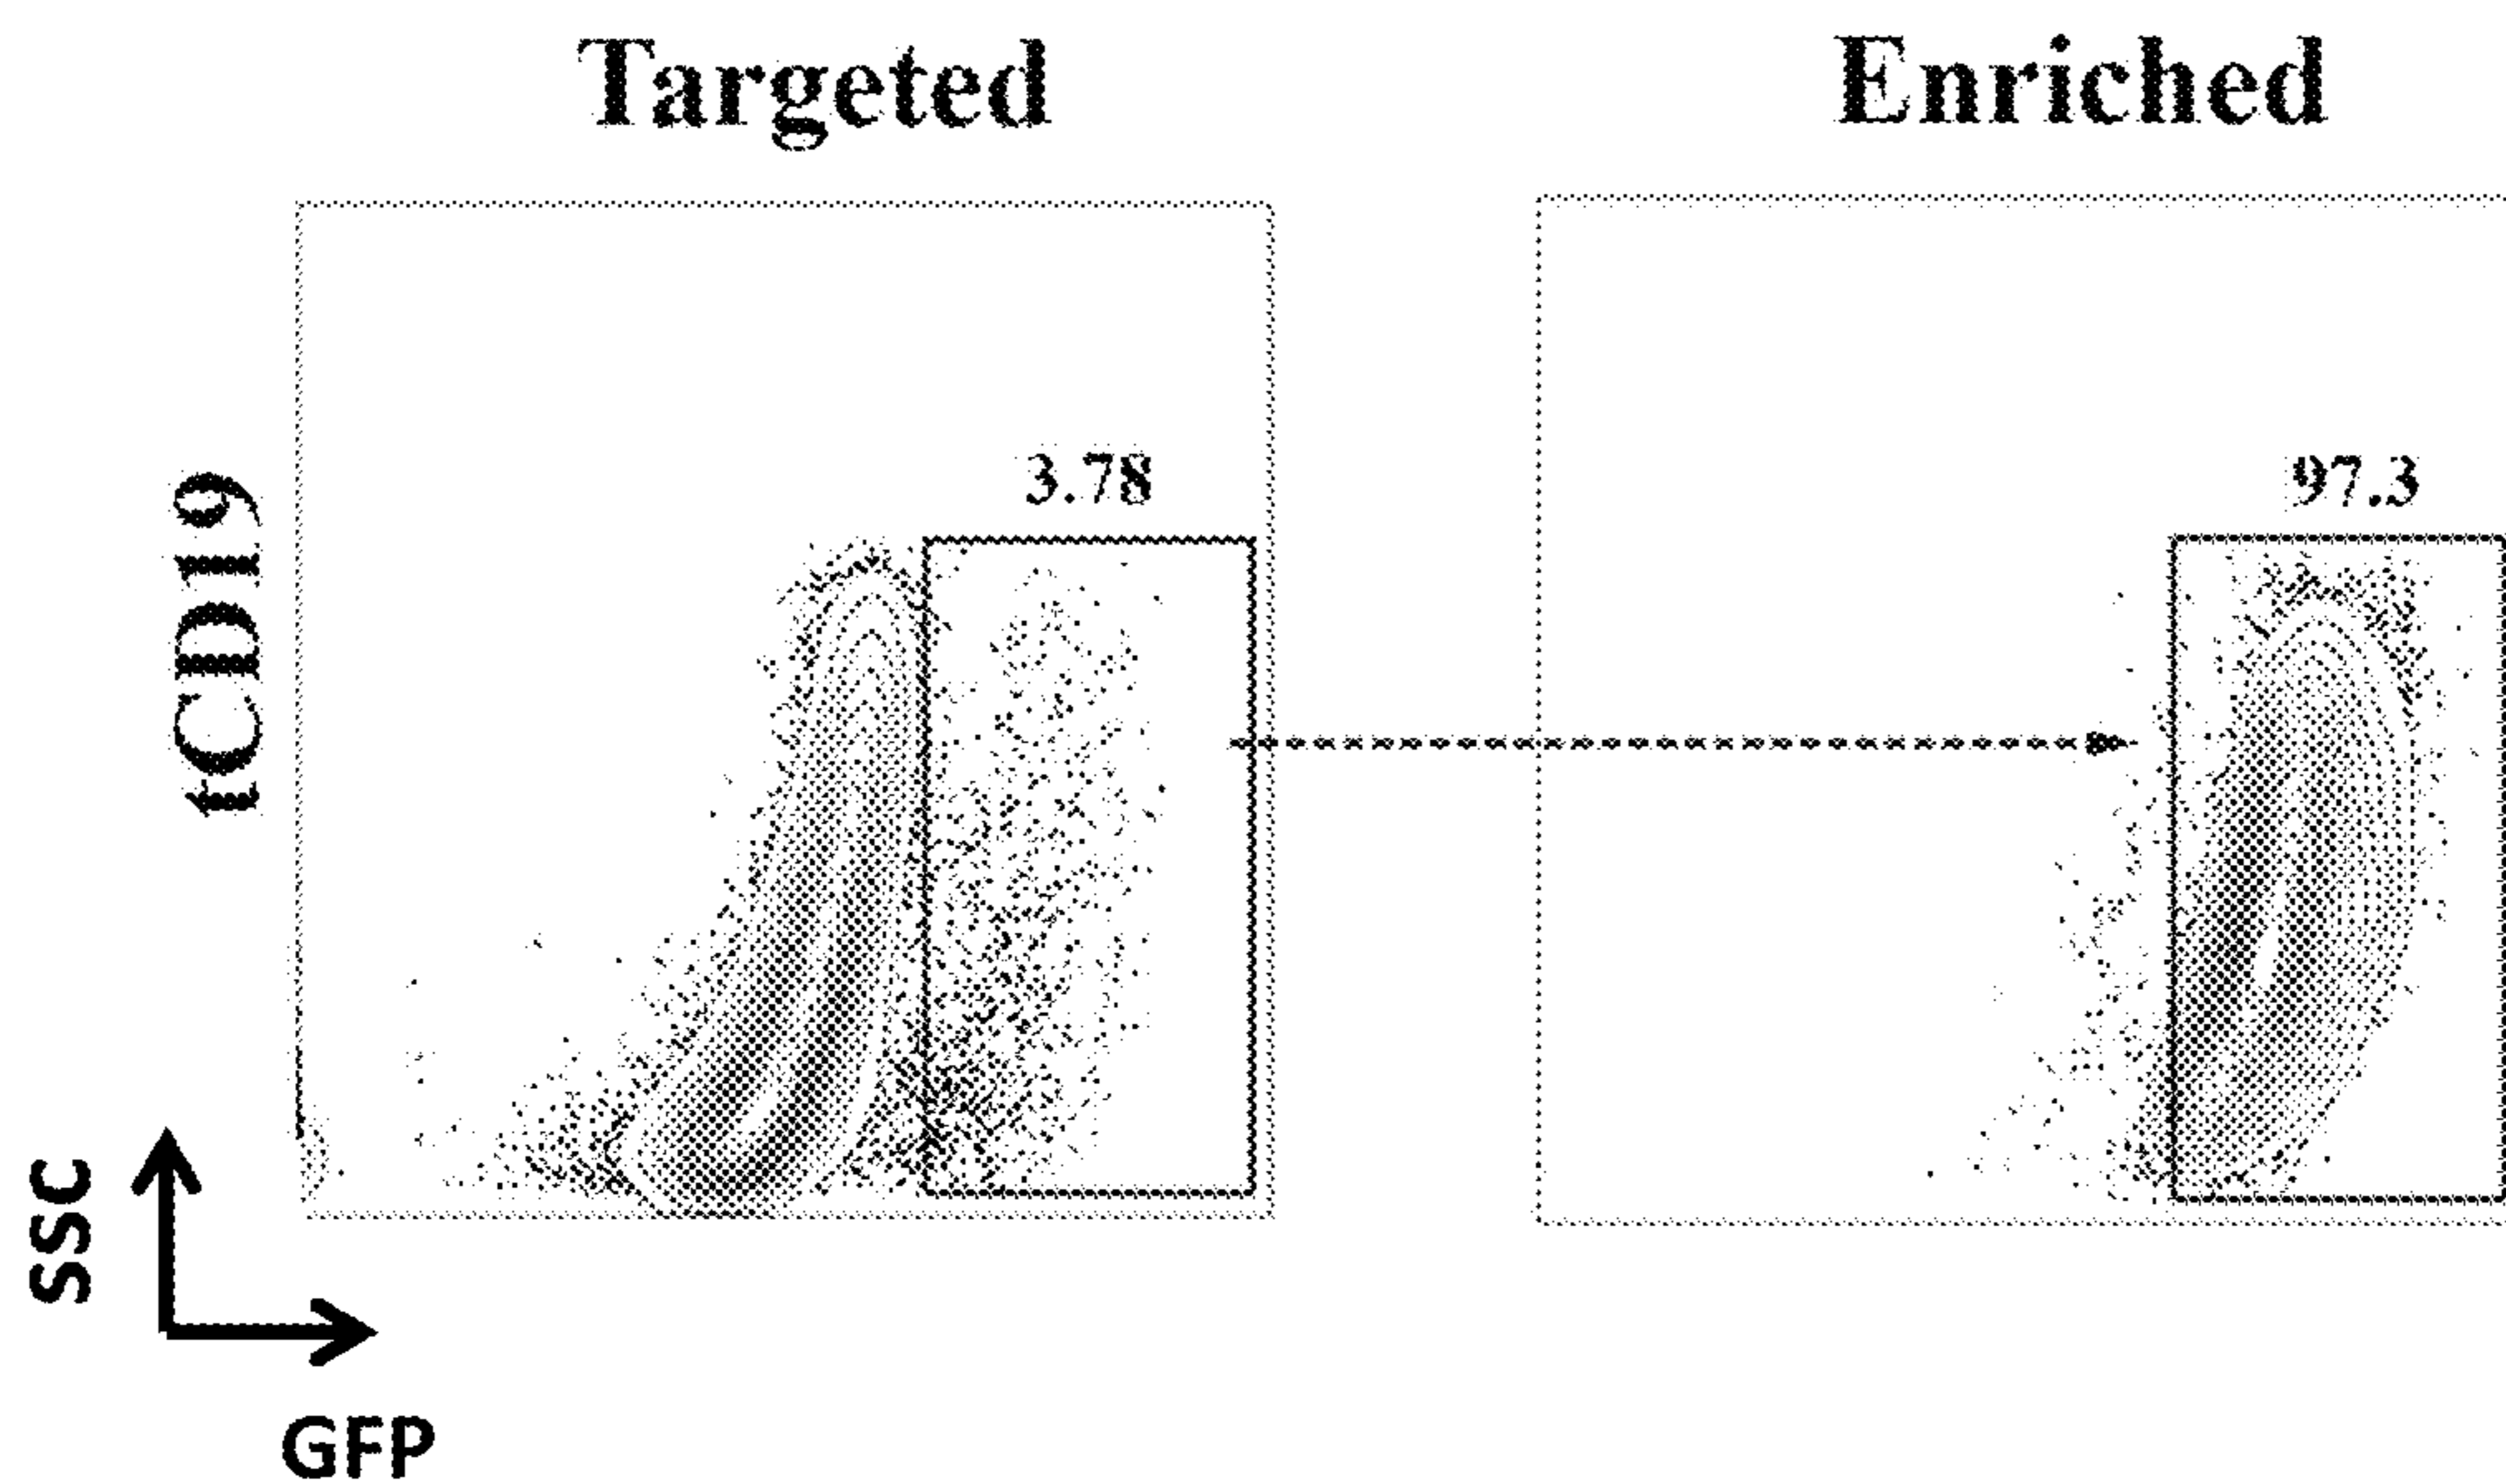 Targeted Enriched
tCD19
3.78
97.3
SSC
GFP